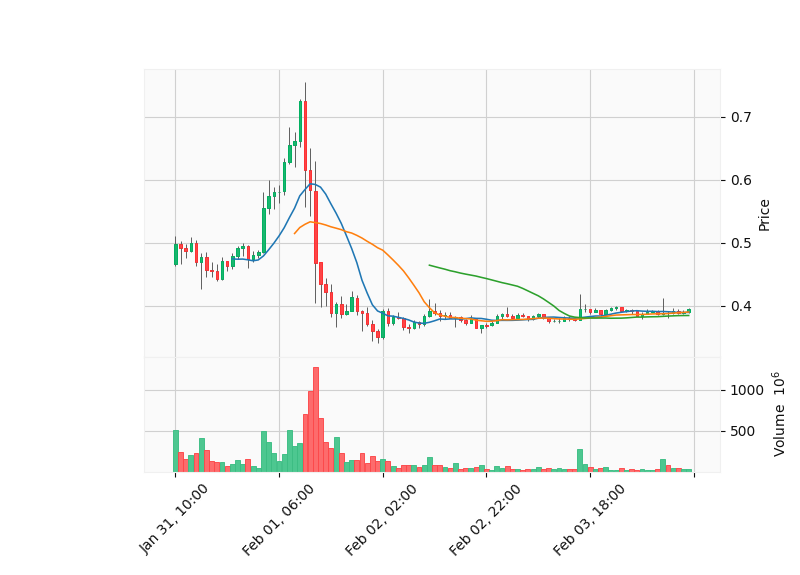 0.7
0.6
0.5
0.4
Price
1000
500
Volume 10⁶
Jan 31, 10:00
Feb 01, 06:00
Feb 02, 02:00
Feb 02, 22:00
Feb 03, 18:00